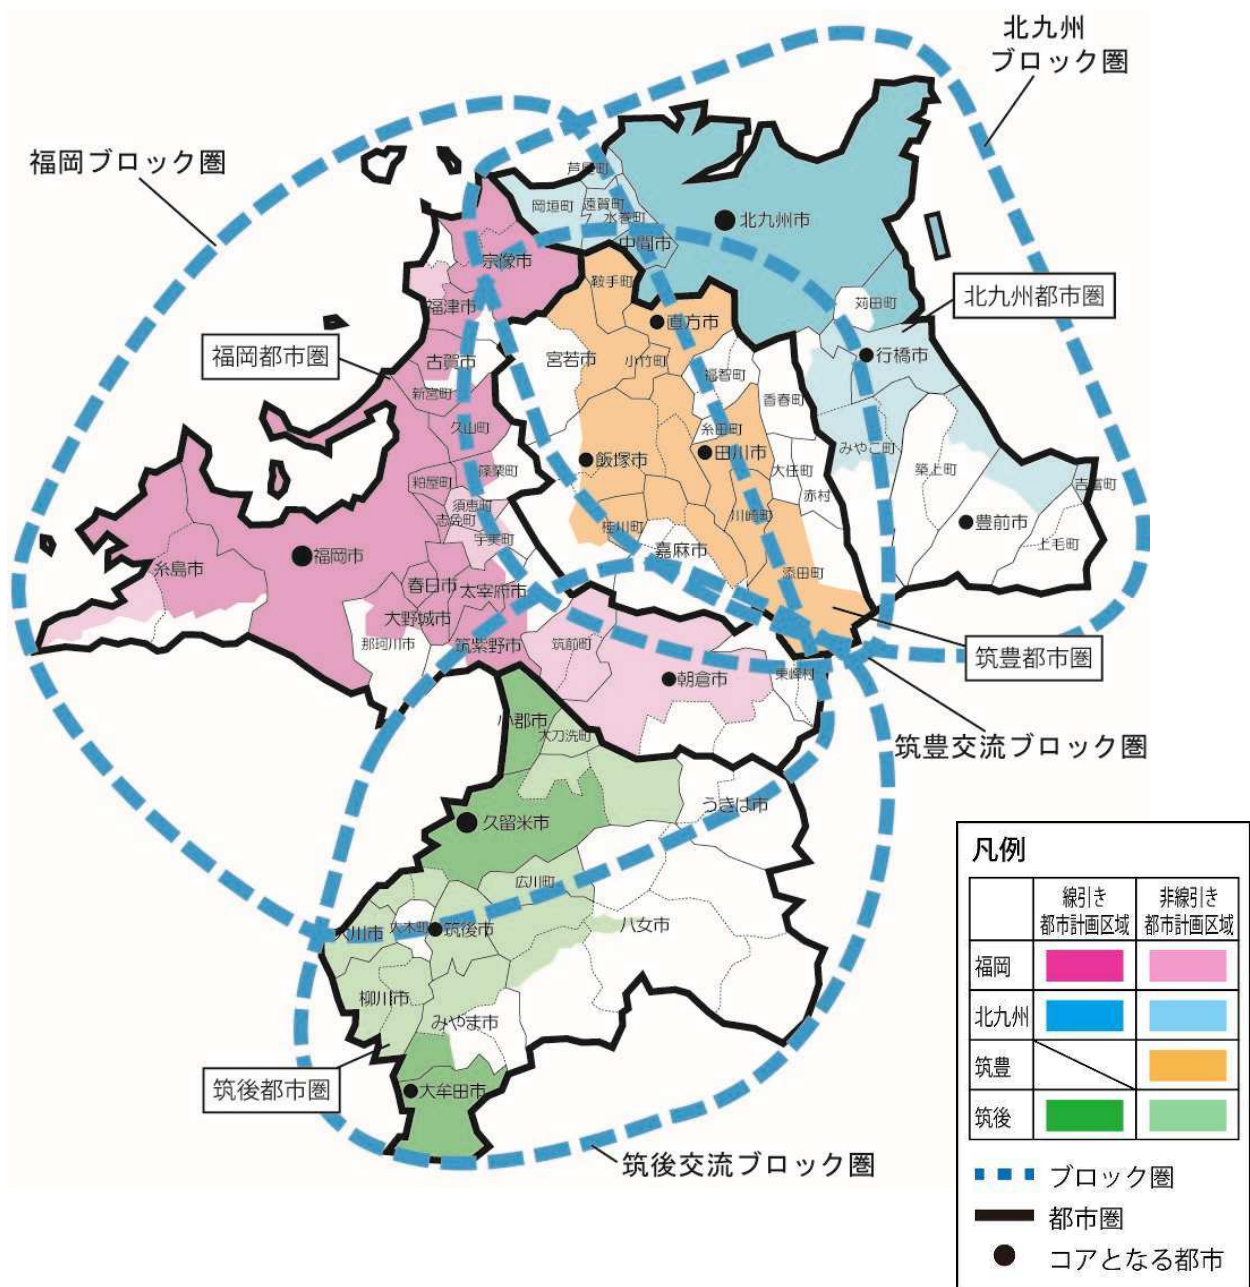 北九州
ブロック圏
福岡ブロック圏
芦屋町
岡垣町
遠賀町
水巻町
北九州市
中間市
宗像市
鞍手町
苅田町
北九州都市圏
福津市
直方市
行橋市
福岡都市圏
古賀市
宮若市
小竹町
福智町
新宮町
香春町
久山町
糸田町
みやこ町
飯塚市
田川市
篠栗町
大任町
築上町
吉富町
粕屋町
赤村
須恵町
志免町
川崎町
豊前市
桂川町
宇美町
嘉麻市
上毛町
福岡市
糸島市
添田町
春日市
太宰府市
大野城市
那珂川市
筑紫野市
筑前町
筑豊都市圏
朝倉市
東峰村
小郡市
大刀洗町
筑豊交流ブロック圏
うきは市
久留米市
広川町
大川市
大木町
筑後市
八女市
柳川市
みやま市
筑後都市圏
大牟田市
筑後交流ブロック圏
凡例
線引き
都市計画区域
非線引き
都市計画区域
福岡
北九州
筑豊
筑後
ブロック圏
都市圏
コアとなる都市